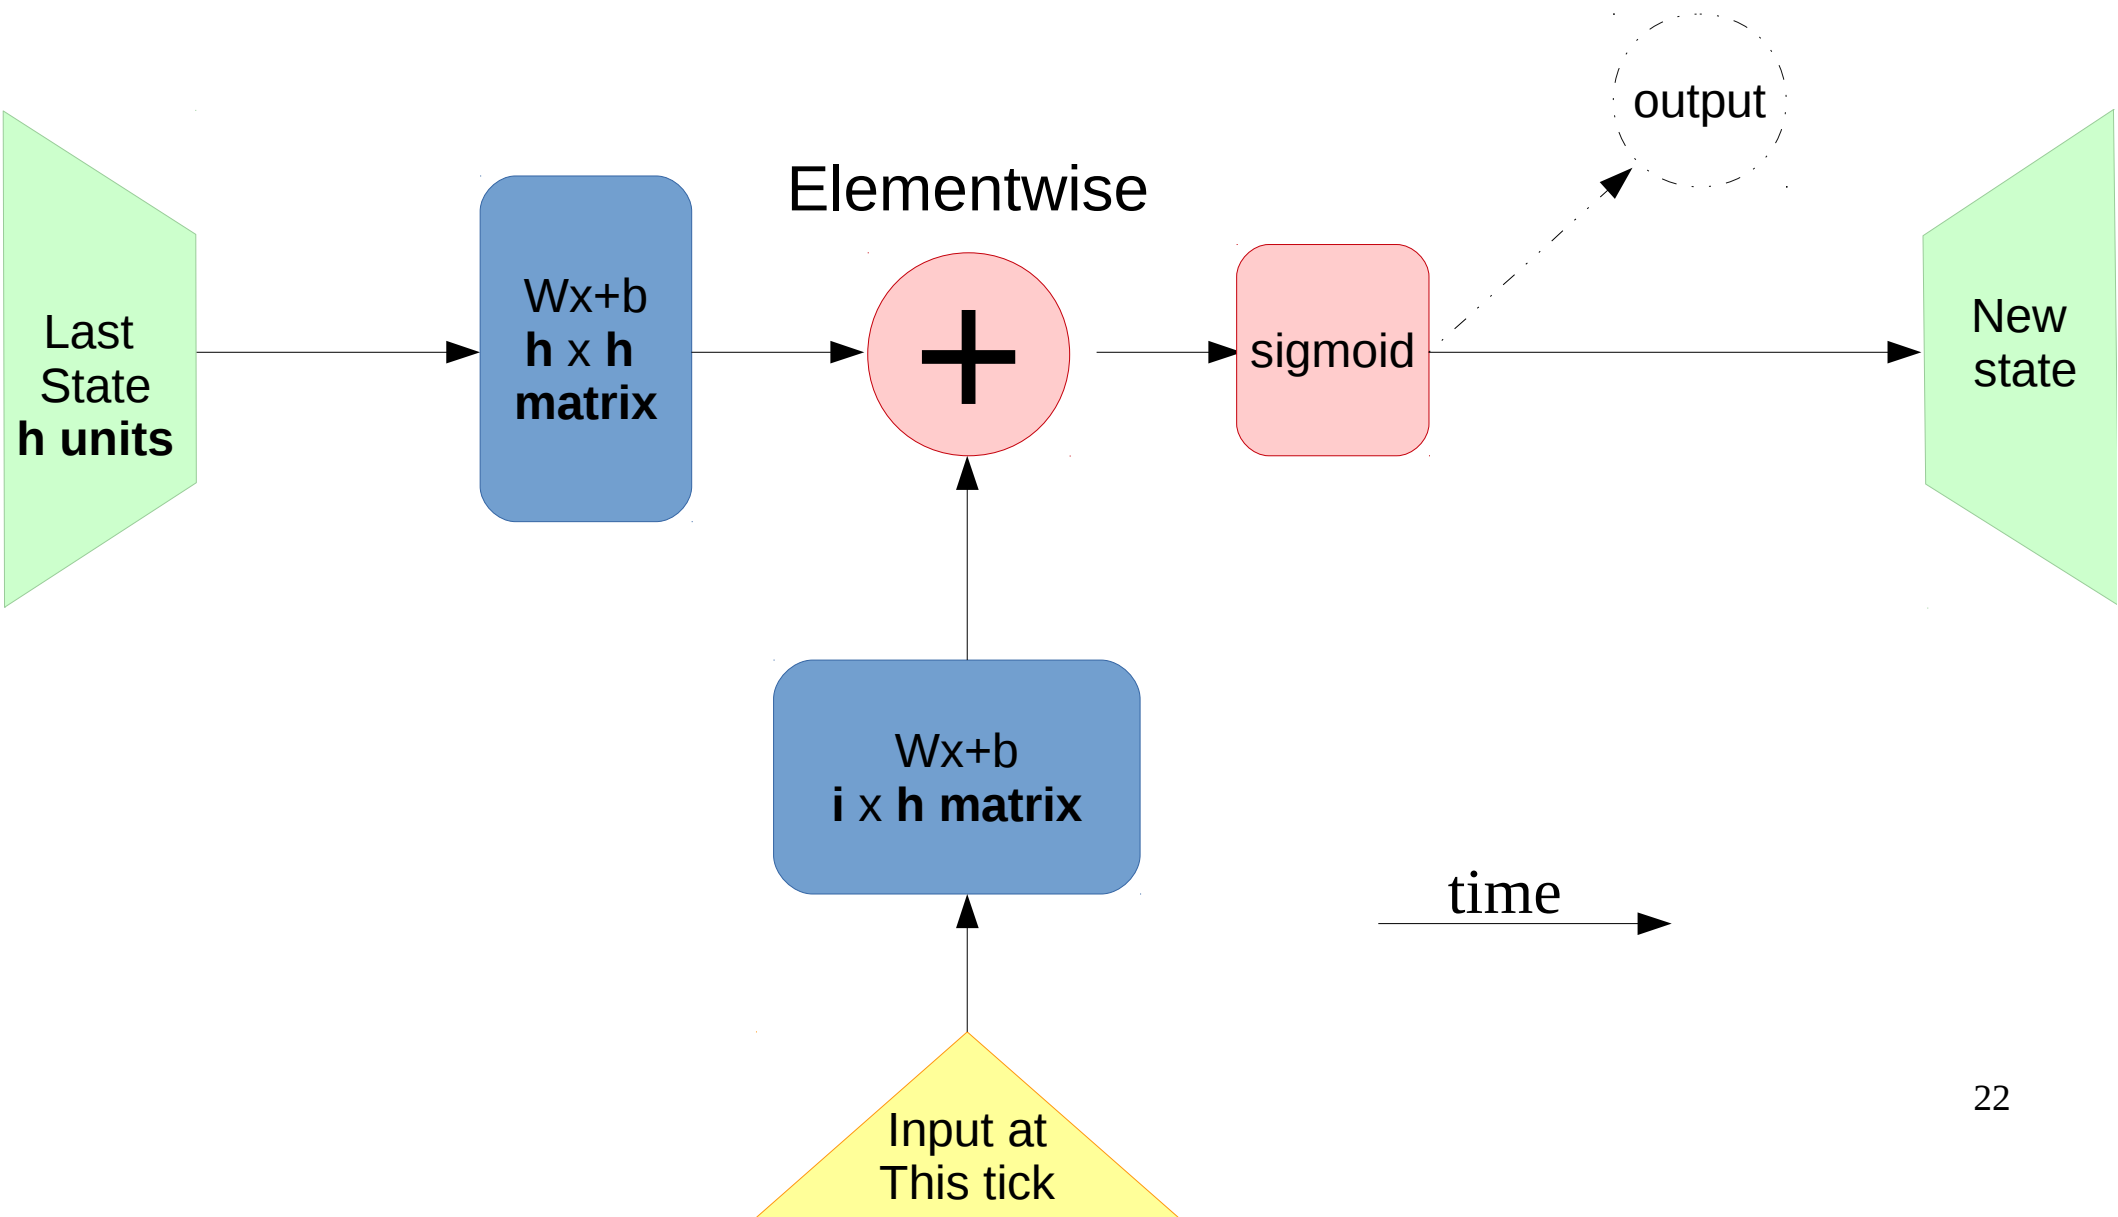 output
Elementwise
Last
State
h units
Wx+b
h x h
matrix
+
sigmoid
New
state
Wx+b
i x h matrix
time
Input at
This tick
22